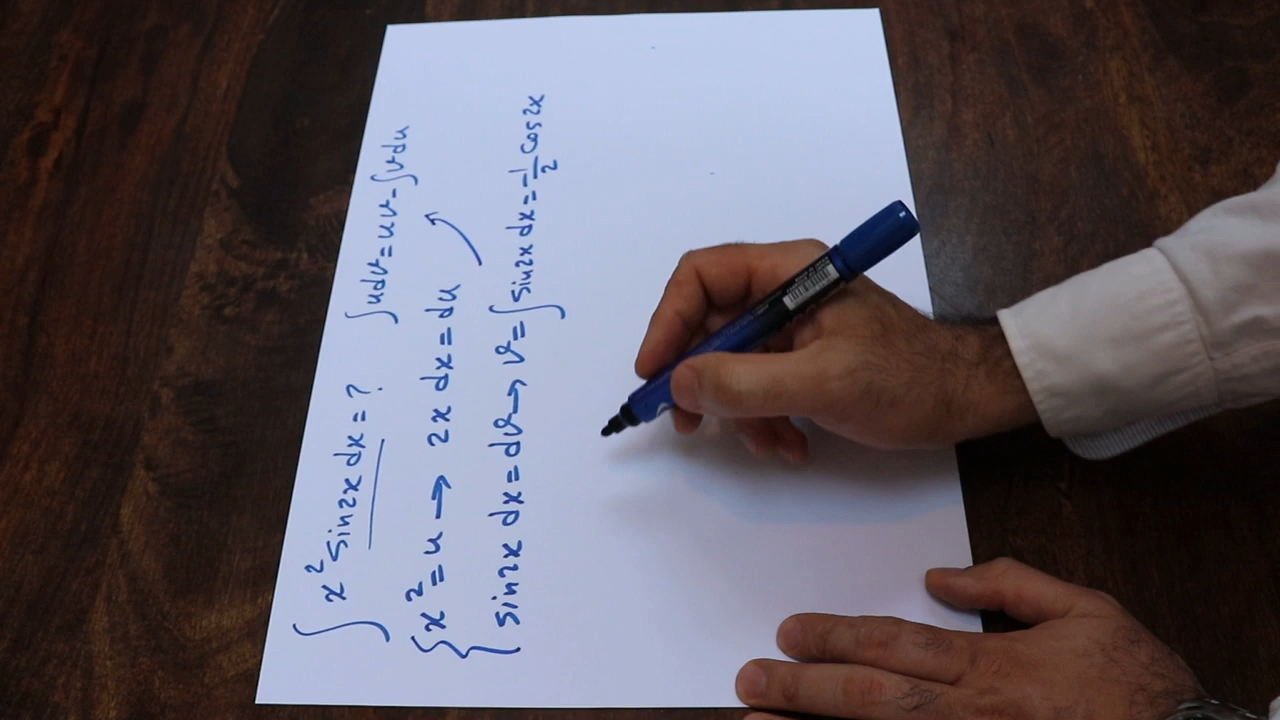 ∫ x² sin2x dx = ? ∫udv = uv - ∫vdu
{ x² = u → 2x dx = du
sin2x dx = dv → v = ∫ sin2x dx = -1/2 cos2x